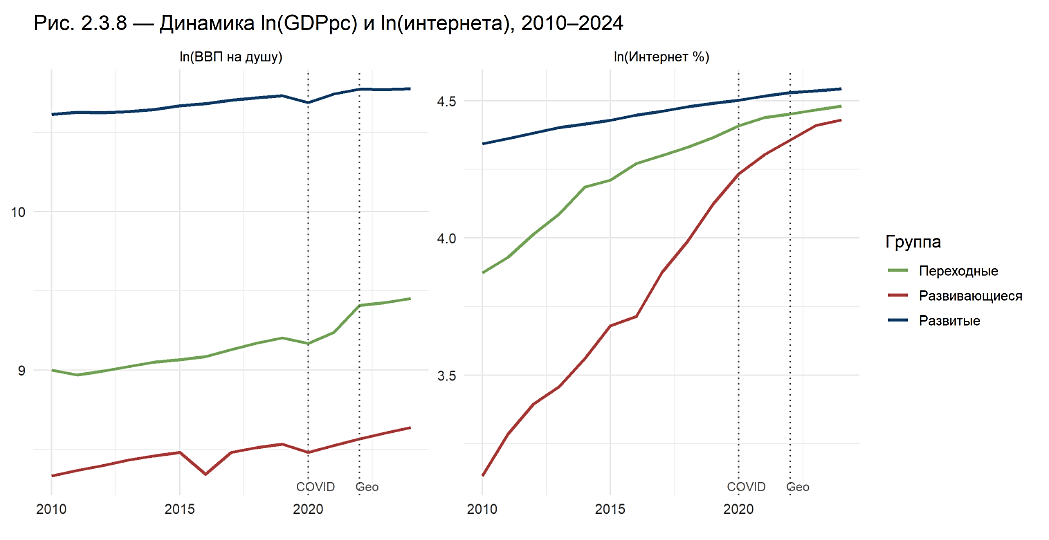 Рис. 2.3.8 — Динамика ln(GDPpc) и ln(интернета), 2010–2024
ln(ВВП на душу)
ln(Интернет %)
10
9
4.5
4.0
3.5
COVID
Geo
COVID
Geo
2010
2015
2020
2010
2015
2020
Группа
Переходные
Развивающиеся
Развитые